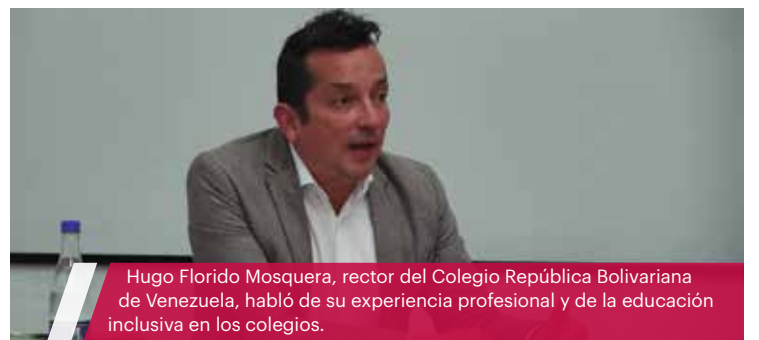 Hugo Florido Mosquera, rector del Colegio República Bolivariana
de Venezuela, habló de su experiencia profesional y de la educación
inclusiva en los colegios.